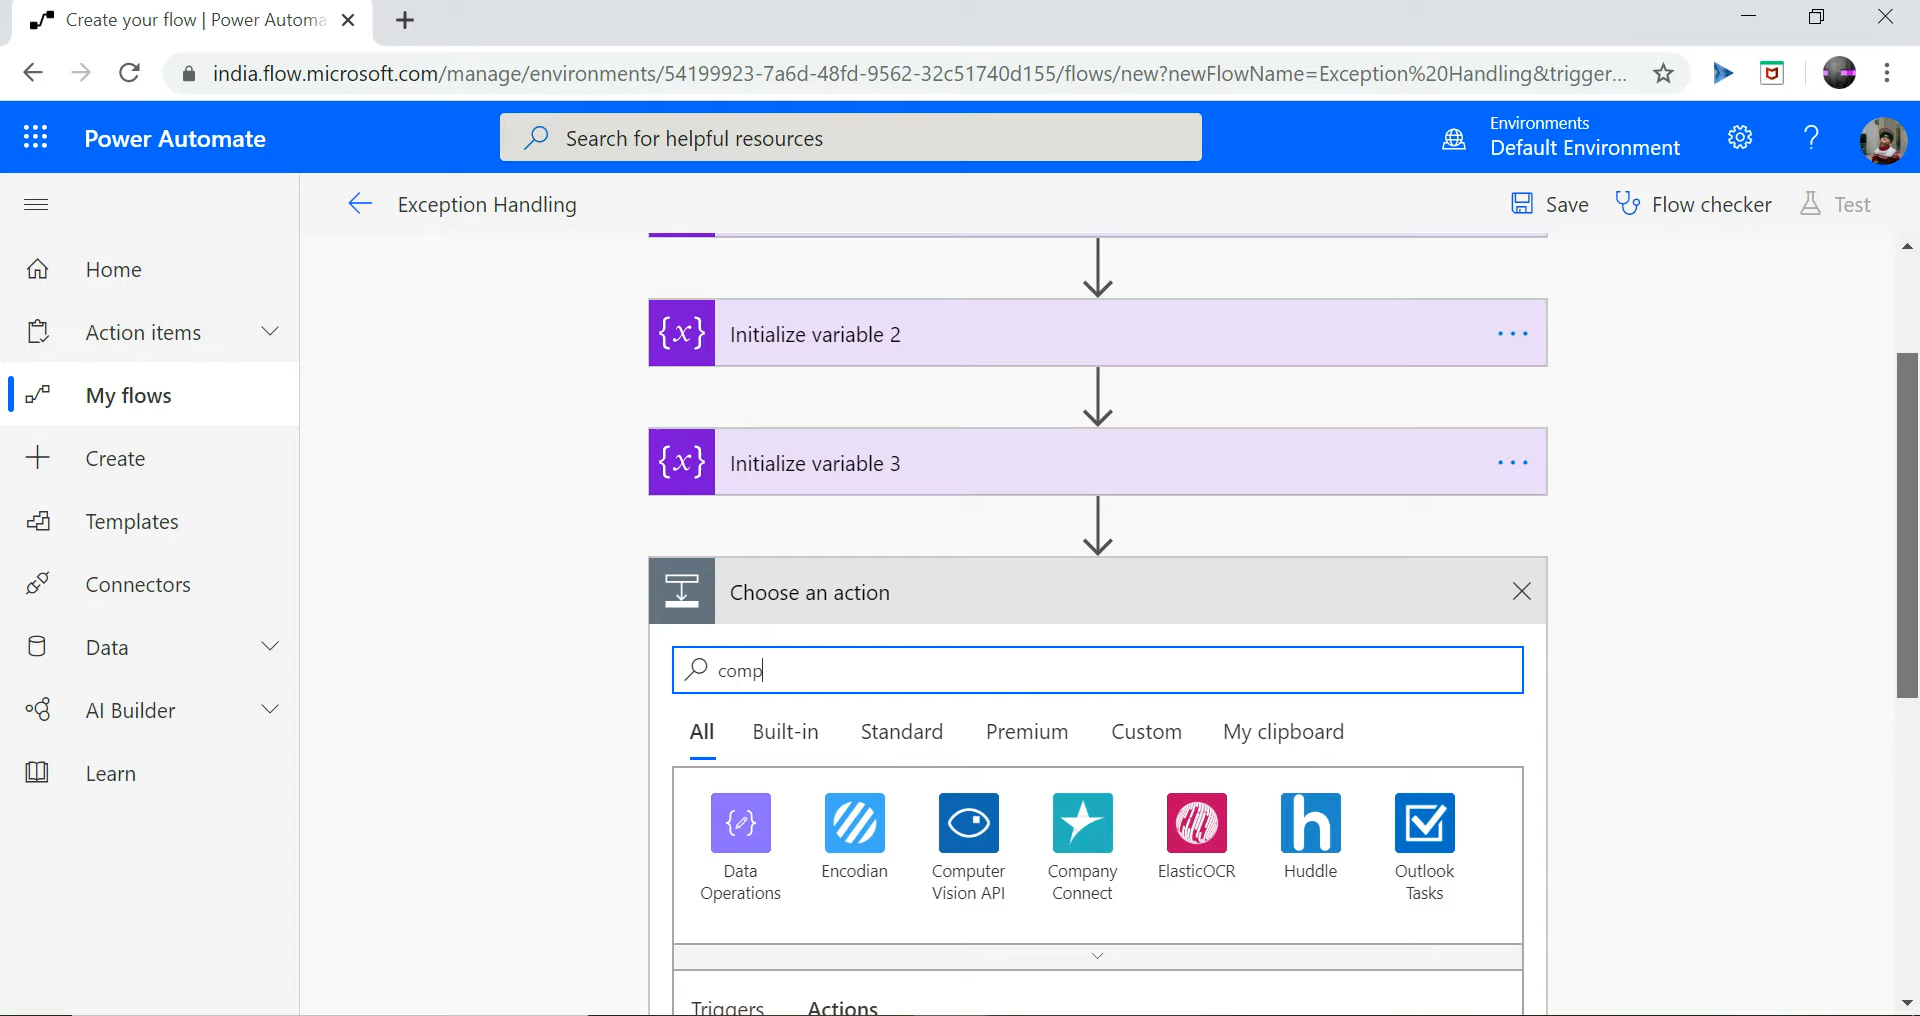 Create your flow | Power Automa
india.flow.microsoft.com/manage/environments/54199923-7a6d-48fd-9562-32c51740d155/flows/new?newFlowName=Exception%20Handling&trigger...
Power Automate
Search for helpful resources
Environments
Default Environment
Exception Handling
Save
Flow checker
Test
Home
Action items
My flows
Create
Templates
Connectors
Data
AI Builder
Learn
{x} Initialize variable 2
{x} Initialize variable 3
Choose an action
comp
All
Built-in
Standard
Premium
Custom
My clipboard
Data
Operations
Encodian
Computer
Vision API
Company
Connect
ElasticOCR
h
Huddle
Outlook
Tasks
Triggers
Actions